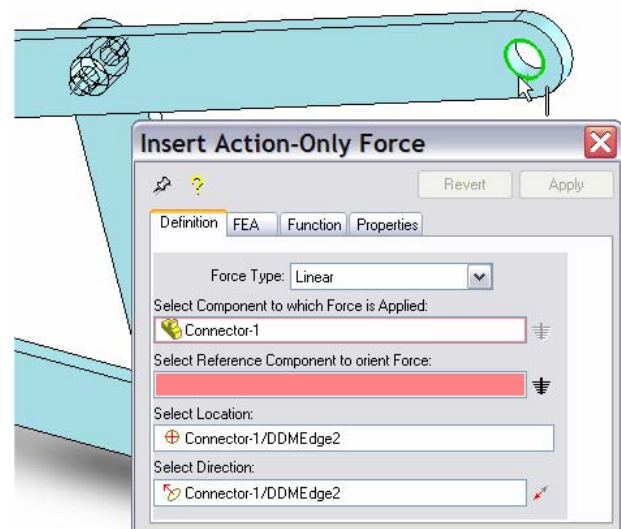 Insert Action-Only Force
Revert Apply
Definition FEA Function Properties
Force Type: Linear
Select Component to which Force is Applied:
Connector-1
Select Reference Component to orient Force:
Select Location:
Connector-1/DDMEdge2
Select Direction:
Connector-1/DDMEdge2